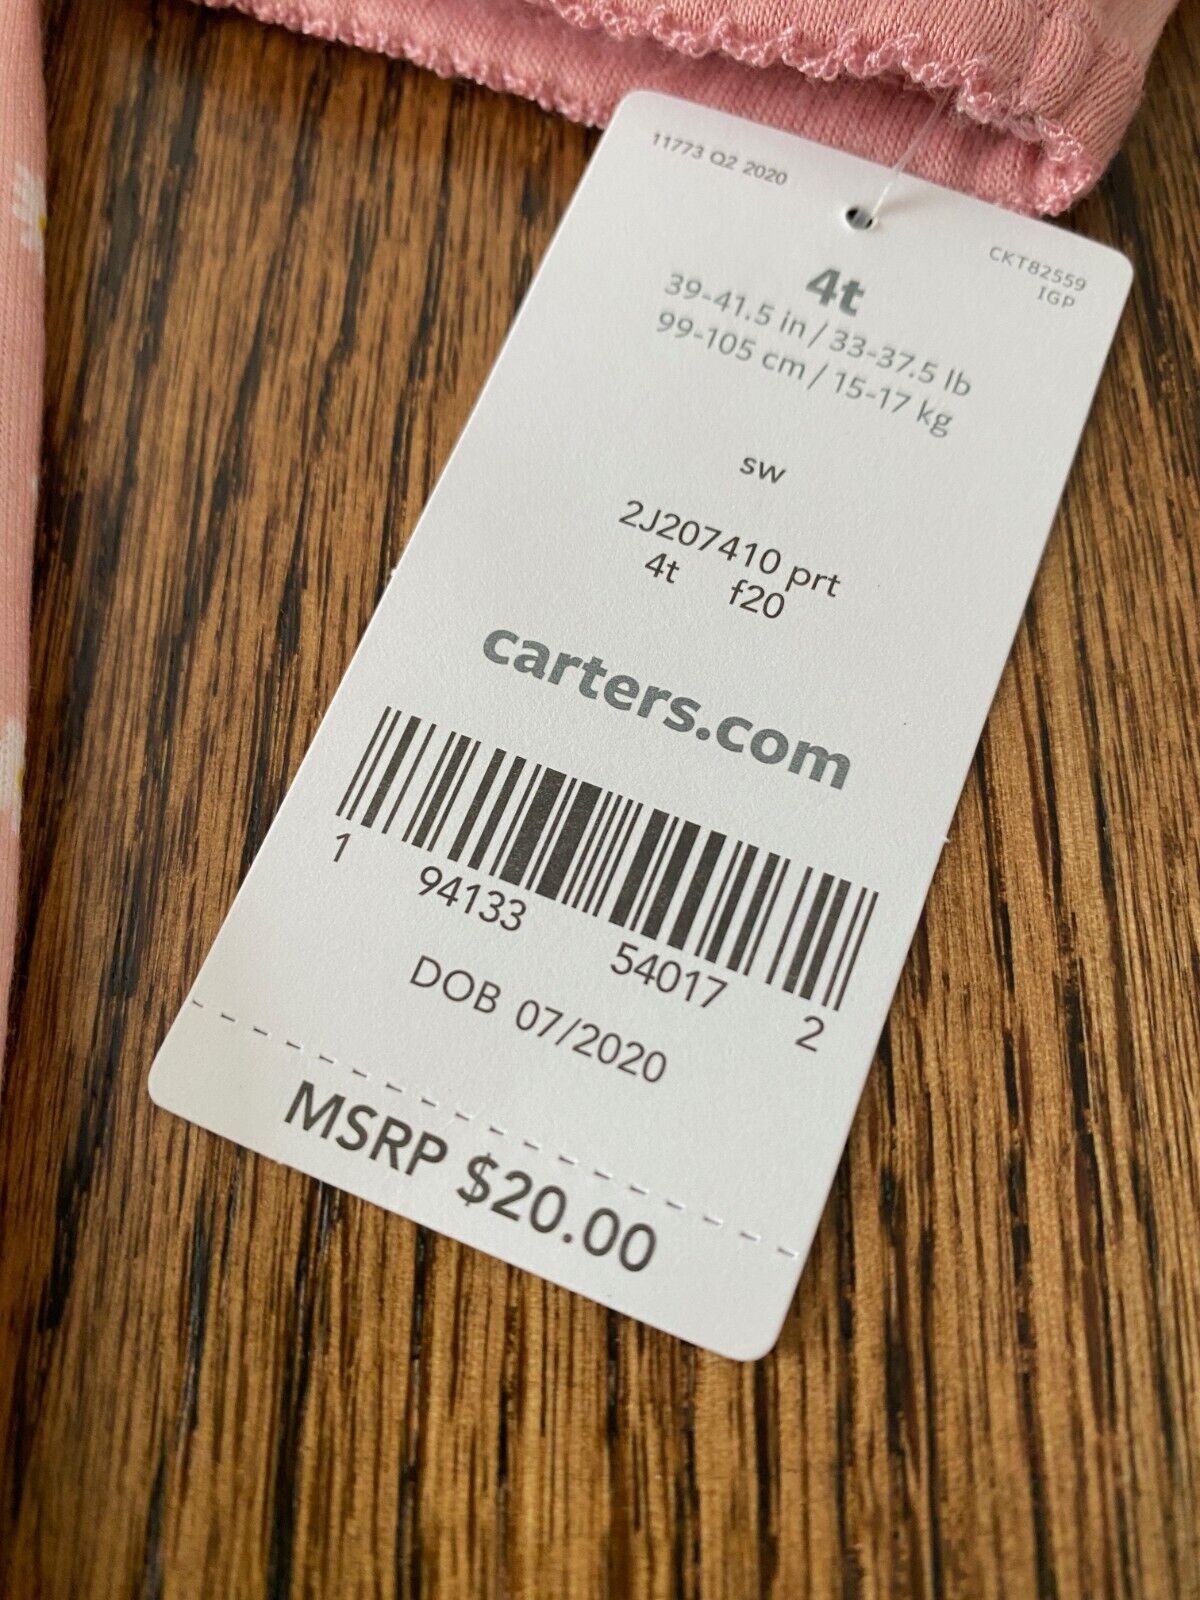 11773 Q2 2020
CKT82559
IGP
4t
39-41.5 in / 33-37.5 lb
99-105 cm / 15-17 kg
sw
2J207410 prt
4t f20
carters.com
1 94133 54017 2
DOB 07/2020
MSRP $20.00